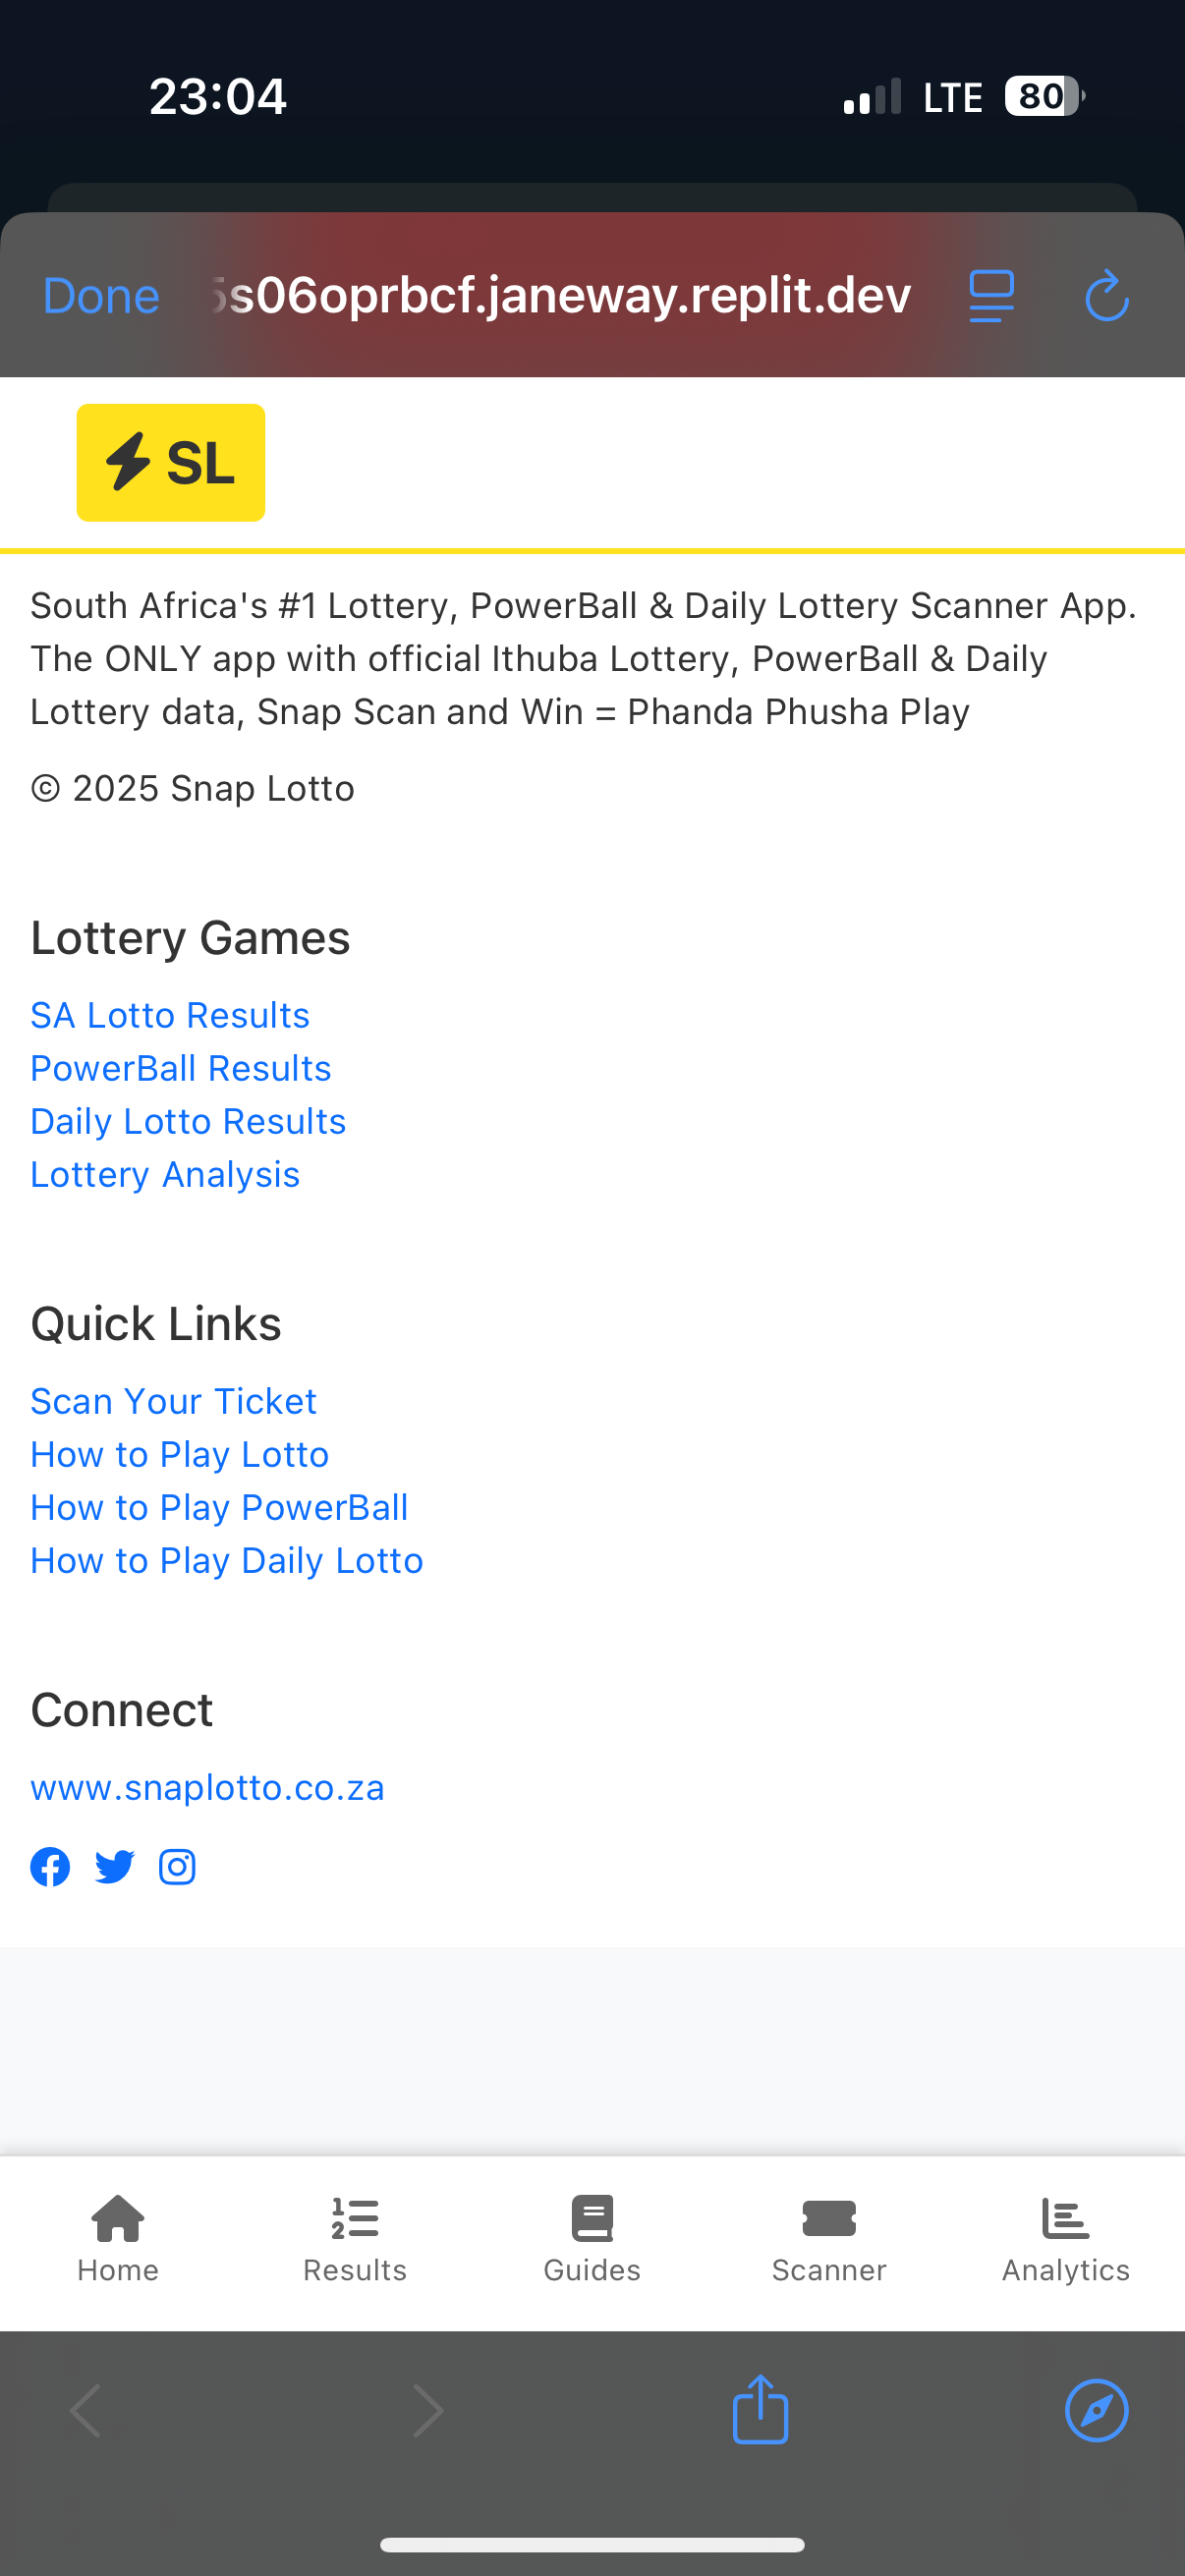 23:04
LTE
80
Done
s06oprbcf.janeway.replit.dev
SL
South Africa's #1 Lottery, PowerBall & Daily Lottery Scanner App.
The ONLY app with official Ithuba Lottery, PowerBall & Daily
Lottery data, Snap Scan and Win = Phanda Phusha Play
© 2025 Snap Lotto
Lottery Games
SA Lotto Results
PowerBall Results
Daily Lotto Results
Lottery Analysis
Quick Links
Scan Your Ticket
How to Play Lotto
How to Play PowerBall
How to Play Daily Lotto
Connect
www.snaplotto.co.za
Home
Results
Guides
Scanner
Analytics